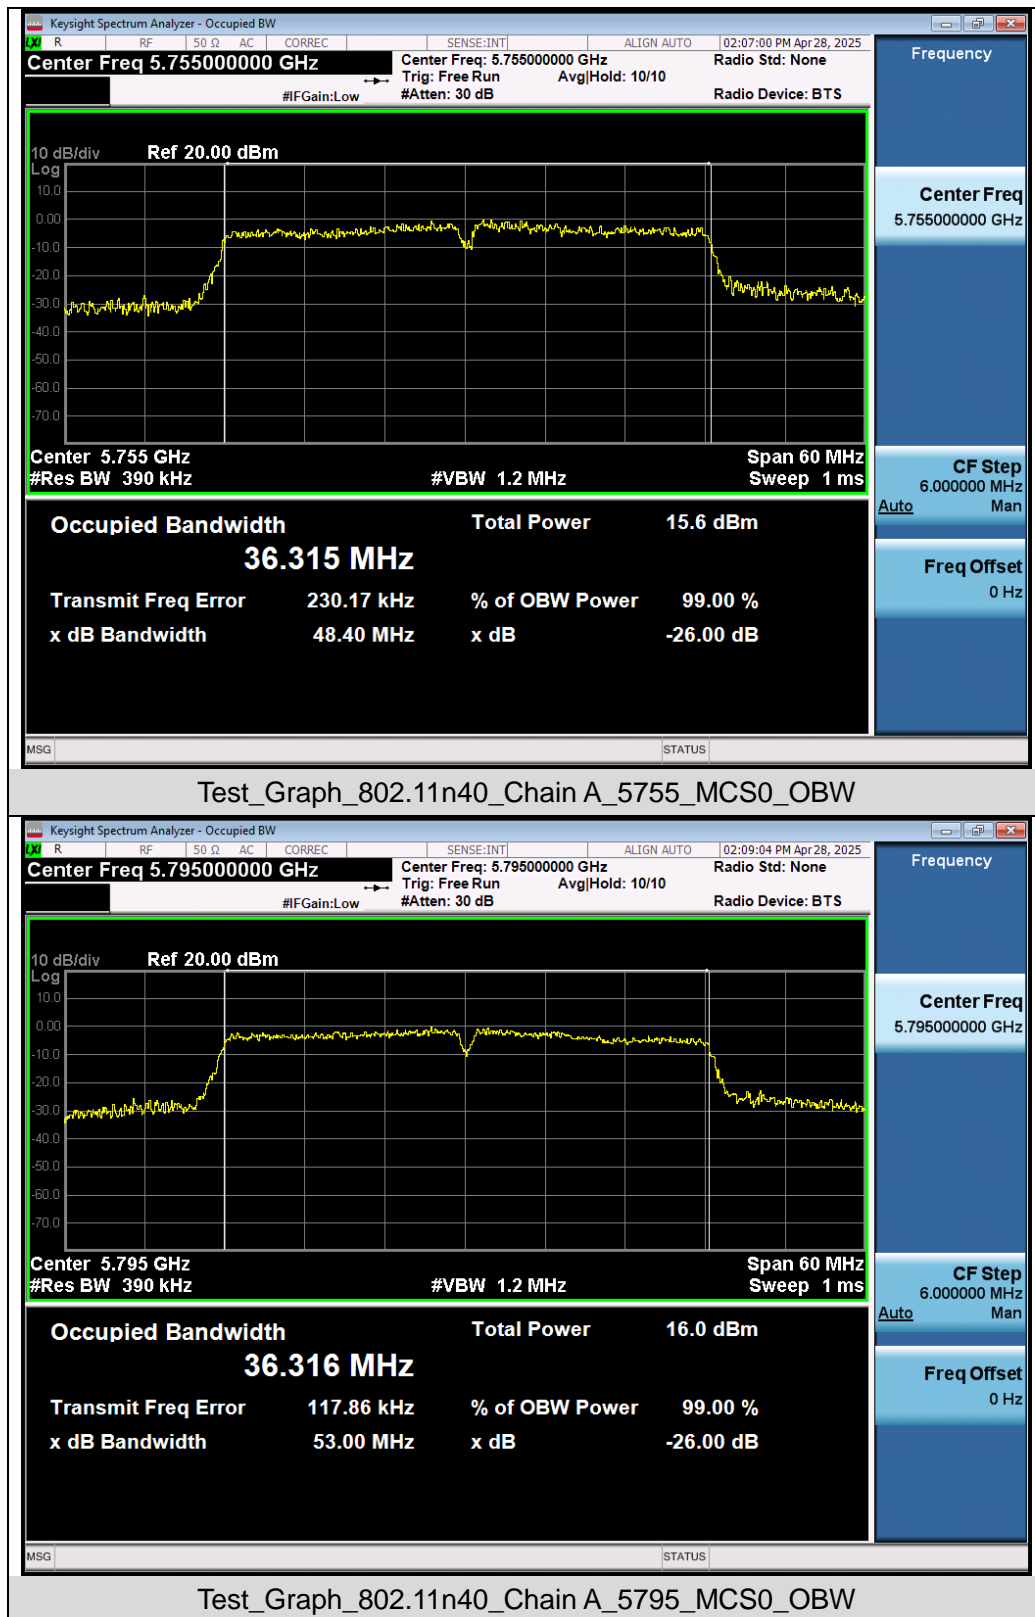 Keysight Spectrum Analyzer - Occupied BW
LXI R RF 50 Ω AC CORREC SENSE:INT ALIGN AUTO 02:07:00 PM Apr 28, 2025
Center Freq 5.755000000 GHz
Center Freq: 5.755000000 GHz
Radio Std: None
Trig: Free Run Avg|Hold: 10/10
#IFGain:Low #Atten: 30 dB Radio Device: BTS
10 dB/div Ref 20.00 dBm
Log
10.0
0.00
-10.0
-20.0
-30.0
-40.0
-50.0
-60.0
-70.0
Center 5.755 GHz Span 60 MHz
#Res BW 390 kHz #VBW 1.2 MHz Sweep 1 ms
Occupied Bandwidth Total Power 15.6 dBm
36.315 MHz
Transmit Freq Error 230.17 kHz % of OBW Power 99.00 %
x dB Bandwidth 48.40 MHz x dB -26.00 dB
MSG STATUS
Frequency
Center Freq
5.755000000 GHz
CF Step
6.000000 MHz
Auto Man
Freq Offset
0 Hz
Test_Graph_802.11n40_Chain A_5755_MCS0_OBW
Keysight Spectrum Analyzer - Occupied BW
LXI R RF 50 Ω AC CORREC SENSE:INT ALIGN AUTO 02:09:04 PM Apr 28, 2025
Center Freq 5.795000000 GHz
Center Freq: 5.795000000 GHz
Radio Std: None
Trig: Free Run Avg|Hold: 10/10
#IFGain:Low #Atten: 30 dB Radio Device: BTS
10 dB/div Ref 20.00 dBm
Log
10.0
0.00
-10.0
-20.0
-30.0
-40.0
-50.0
-60.0
-70.0
Center 5.795 GHz Span 60 MHz
#Res BW 390 kHz #VBW 1.2 MHz Sweep 1 ms
Occupied Bandwidth Total Power 16.0 dBm
36.316 MHz
Transmit Freq Error 117.86 kHz % of OBW Power 99.00 %
x dB Bandwidth 53.00 MHz x dB -26.00 dB
MSG STATUS
Frequency
Center Freq
5.795000000 GHz
CF Step
6.000000 MHz
Auto Man
Freq Offset
0 Hz
Test_Graph_802.11n40_Chain A_5795_MCS0_OBW